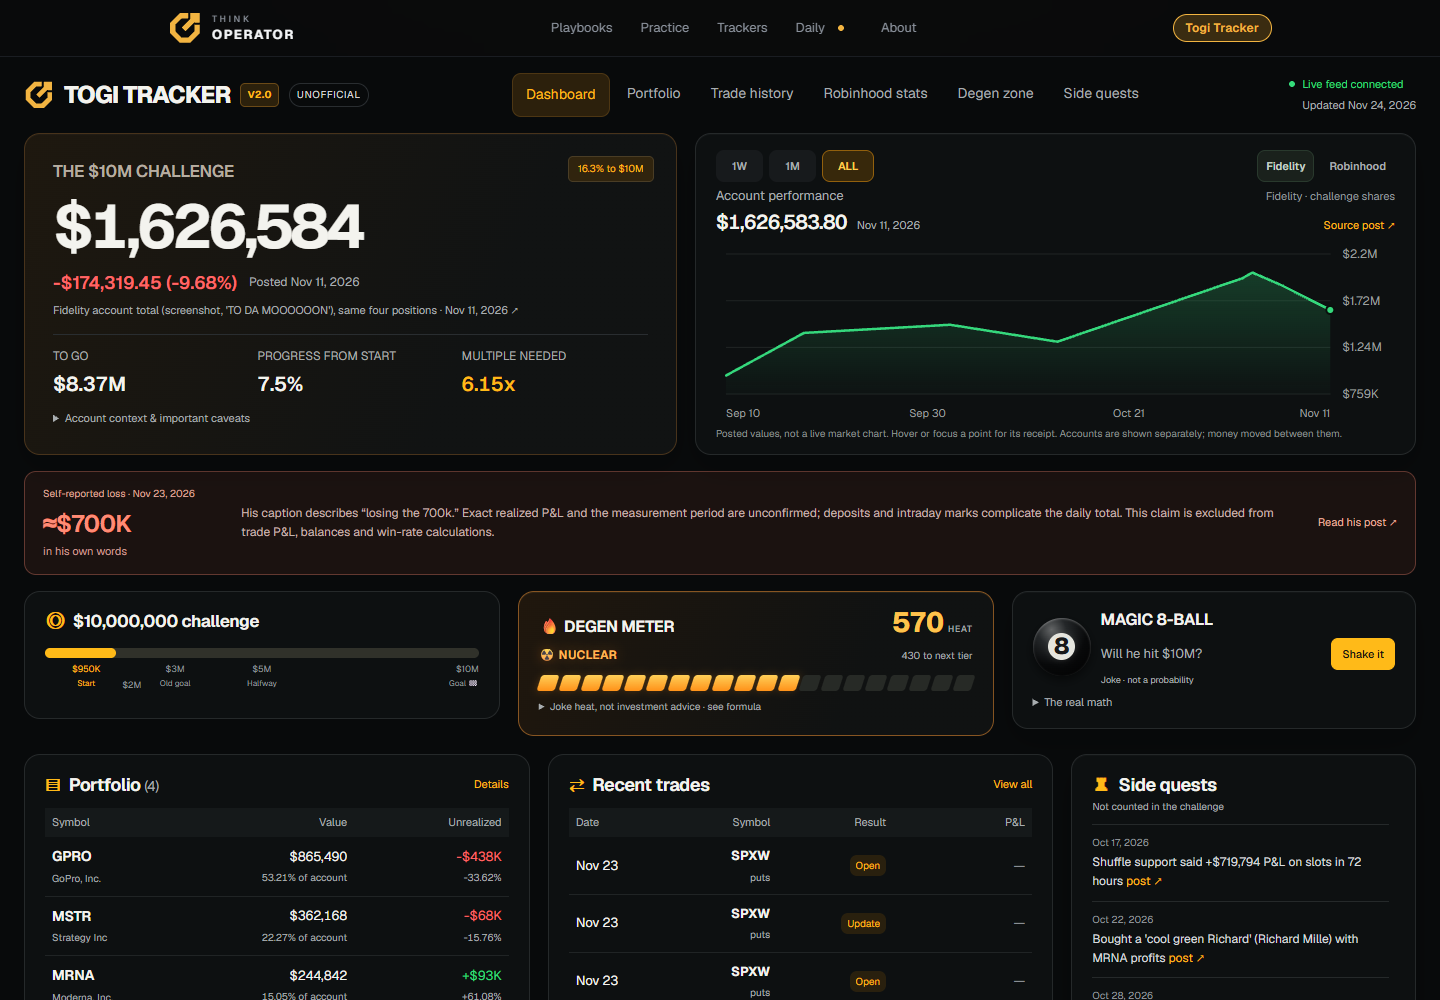 THINK
OPERATOR
Playbooks
Practice
Trackers
Daily
About
Togi Tracker
TOGI TRACKER
V2.0
UNOFFICIAL
Dashboard
Portfolio
Trade history
Robinhood stats
Degen zone
Side quests
Live feed connected
Updated Nov 24, 2026
THE $10M CHALLENGE
16.3% to $10M
$1,626,584
-$174,319.45 (-9.68%)
Posted Nov 11, 2026
Fidelity account total (screenshot, 'TO DA MOOOOOON'), same four positions · Nov 11, 2026 ↗
TO GO
$8.37M
PROGRESS FROM START
7.5%
MULTIPLE NEEDED
6.15x
Account context & important caveats
1W
1M
ALL
Fidelity
Robinhood
Account performance
Fidelity · challenge shares
$1,626,583.80
Nov 11, 2026
Source post ↗
$2.2M
$1.72M
$1.24M
$759K
Sep 10
Sep 30
Oct 21
Nov 11
Posted values, not a live market chart. Hover or focus a point for its receipt. Accounts are shown separately; money moved between them.
Self-reported loss · Nov 23, 2026
≈$700K
in his own words
His caption describes “losing the 700k.” Exact realized P&L and the measurement period are unconfirmed; deposits and intraday marks complicate the daily total. This claim is excluded from
trade P&L, balances and win-rate calculations.
Read his post ↗
$10,000,000 challenge
$950K
Start
$2M
$3M
Old goal
$5M
Halfway
$10M
Goal
DEGEN METER
570 HEAT
NUCLEAR
430 to next tier
Joke heat, not investment advice · see formula
8
MAGIC 8-BALL
Will he hit $10M?
Joke · not a probability
Shake it
The real math
Portfolio (4)
Details
Symbol
Value
Unrealized
GPRO
$865,490
-$438K
GoPro, Inc.
53.21% of account
-33.62%
MSTR
$362,168
-$68K
Strategy Inc
22.27% of account
-15.76%
MRNA
$244,842
+$93K
Moderna, Inc.
15.05% of account
+61.08%
Recent trades
View all
Date
Symbol
Result
P&L
Nov 23
SPXW
puts
Open
—
Nov 23
SPXW
puts
Update
—
Nov 23
SPXW
puts
Open
—
Side quests
Not counted in the challenge
Oct 17, 2026
Shuffle support said +$719,794 P&L on slots in 72
hours post ↗
Oct 22, 2026
Bought a 'cool green Richard' (Richard Mille) with
MRNA profits post ↗
Oct 28, 2026